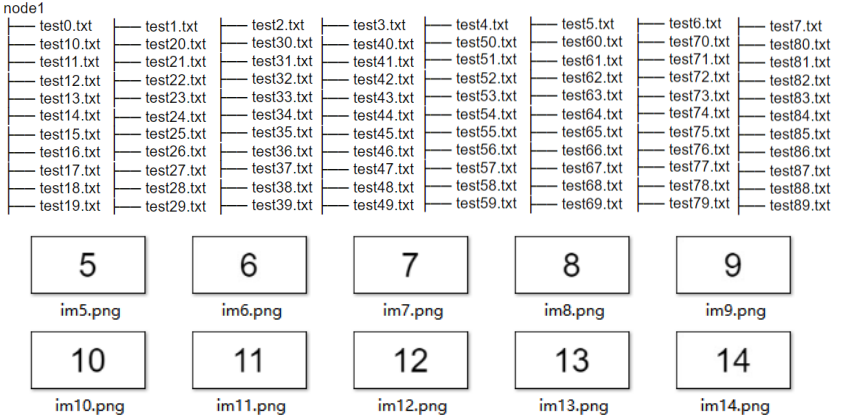 node1
test0.txt test1.txt test2.txt test3.txt test4.txt test5.txt test6.txt test7.txt
test10.txt test20.txt test30.txt test40.txt test50.txt test60.txt test70.txt test80.txt
test11.txt test21.txt test31.txt test41.txt test51.txt test61.txt test71.txt test81.txt
test12.txt test22.txt test32.txt test42.txt test52.txt test62.txt test72.txt test82.txt
test13.txt test23.txt test33.txt test43.txt test53.txt test63.txt test73.txt test83.txt
test14.txt test24.txt test34.txt test44.txt test54.txt test64.txt test74.txt test84.txt
test15.txt test25.txt test35.txt test45.txt test55.txt test65.txt test75.txt test85.txt
test16.txt test26.txt test36.txt test46.txt test56.txt test66.txt test76.txt test86.txt
test17.txt test27.txt test37.txt test47.txt test57.txt test67.txt test77.txt test87.txt
test18.txt test28.txt test38.txt test48.txt test58.txt test68.txt test78.txt test88.txt
test19.txt test29.txt test39.txt test49.txt test59.txt test69.txt test79.txt test89.txt
5 6 7 8 9
im5.png im6.png im7.png im8.png im9.png
10 11 12 13 14
im10.png im11.png im12.png im13.png im14.png